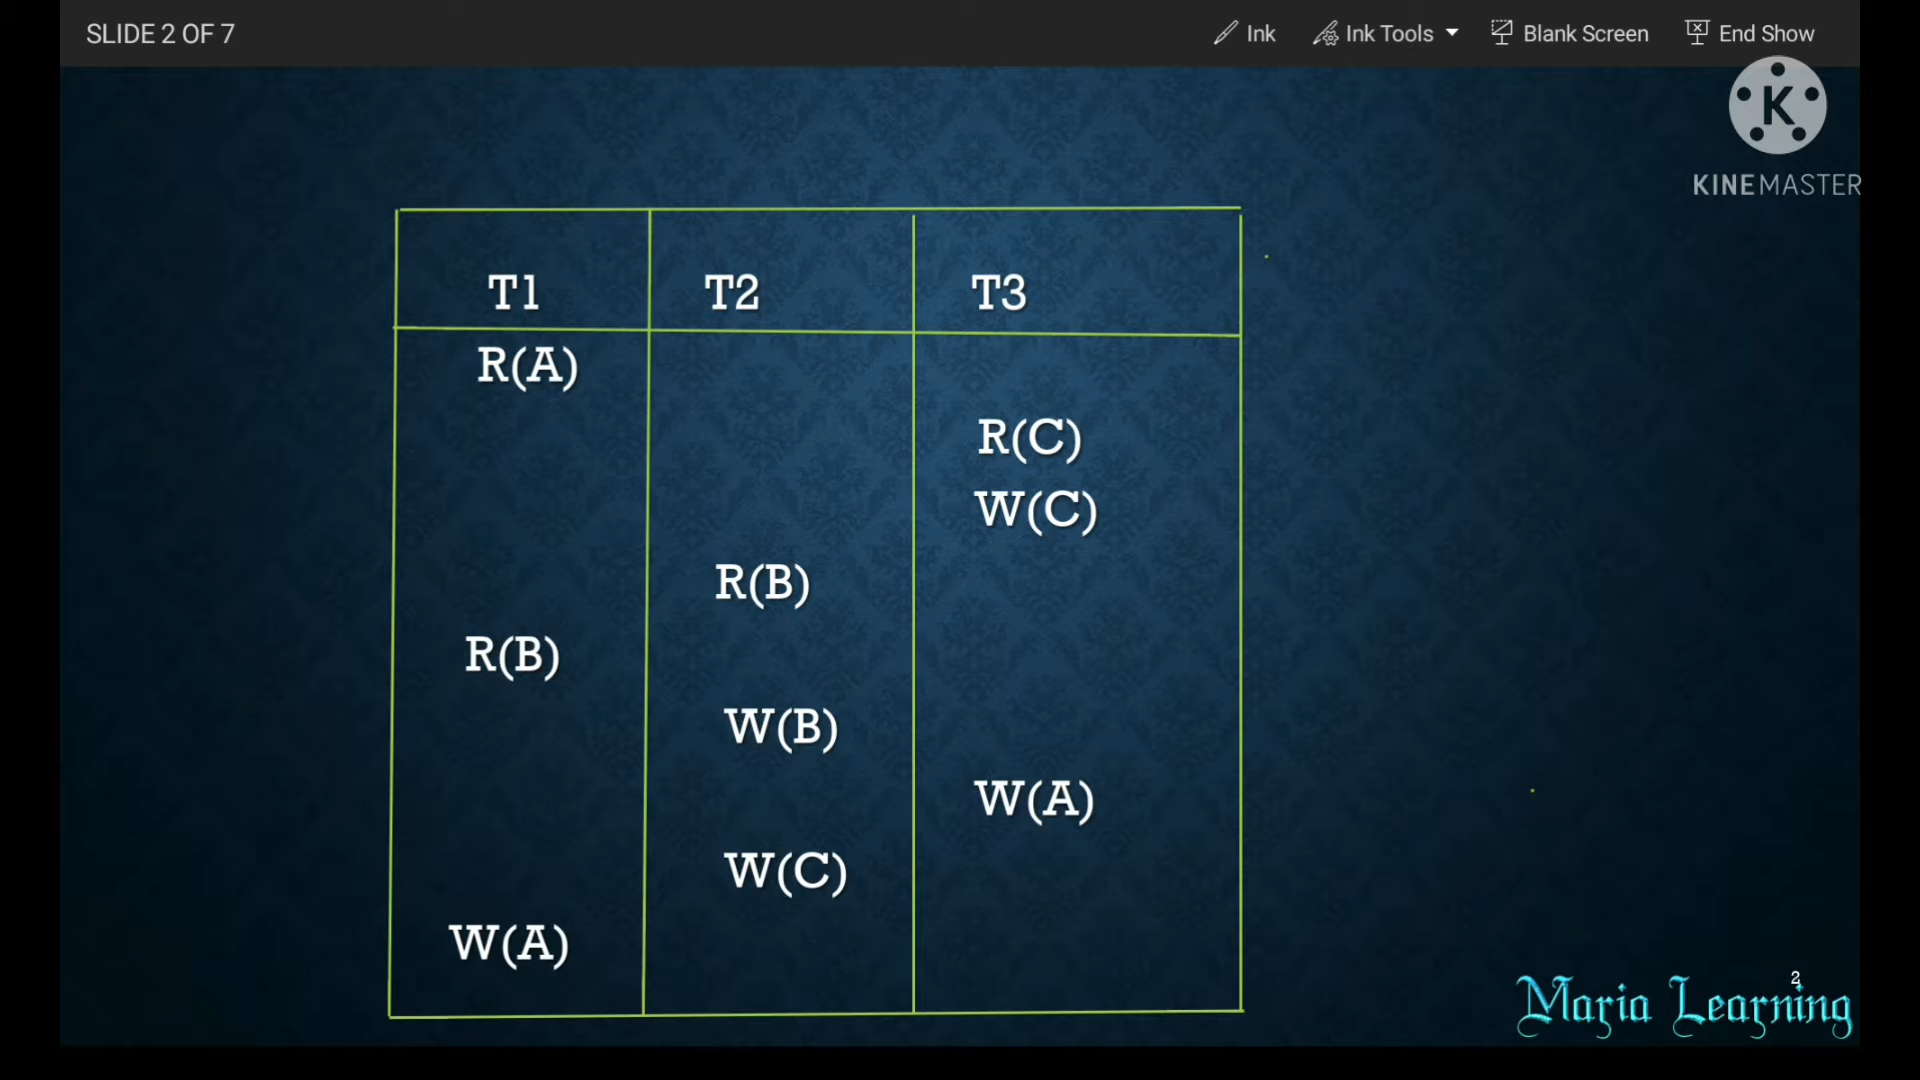 SLIDE 2 OF 7 Ink Ink Tools Blank Screen End Show
K
KINEMASTER
T1 T2 T3
R(A)
R(C)
W(C)
R(B)
R(B)
W(B)
W(A)
W(C)
W(A)
2
Maria Learning